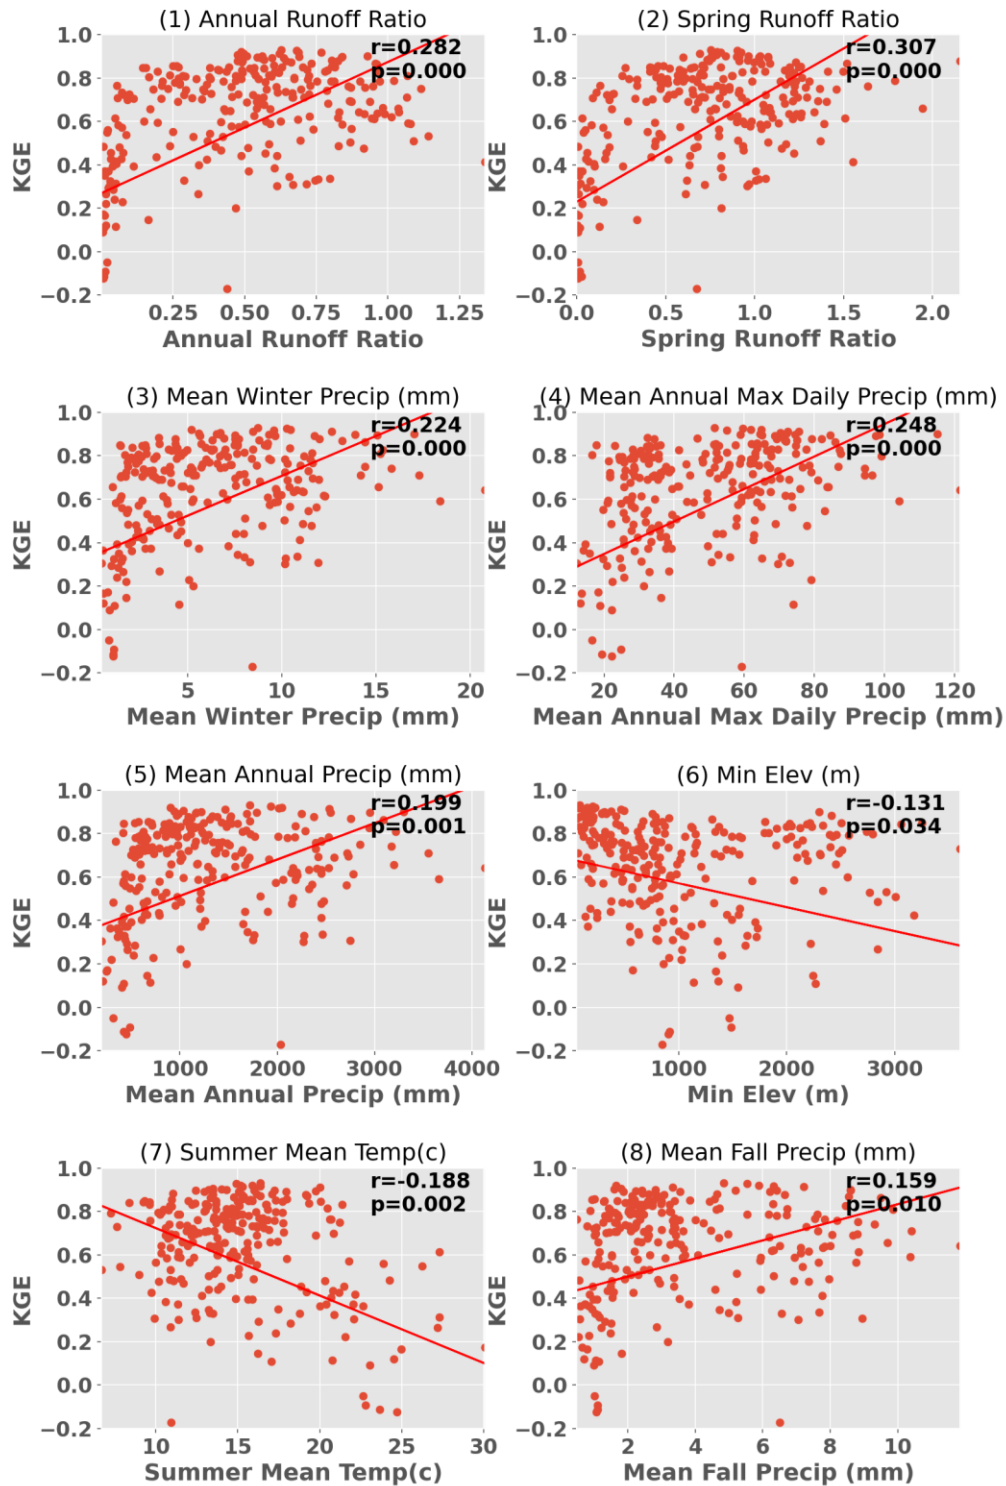 (1) Annual Runoff Ratio
r=0.282
p=0.000
KGE
1.0
0.8
0.6
0.4
0.2
0.0
−0.2
0.25 0.50 0.75 1.00 1.25
Annual Runoff Ratio
(2) Spring Runoff Ratio
r=0.307
p=0.000
KGE
1.0
0.8
0.6
0.4
0.2
0.0
−0.2
0.0 0.5 1.0 1.5 2.0
Spring Runoff Ratio
(3) Mean Winter Precip (mm)
r=0.224
p=0.000
KGE
1.0
0.8
0.6
0.4
0.2
0.0
−0.2
5 10 15 20
Mean Winter Precip (mm)
(4) Mean Annual Max Daily Precip (mm)
r=0.248
p=0.000
KGE
1.0
0.8
0.6
0.4
0.2
0.0
−0.2
20 40 60 80 100 120
Mean Annual Max Daily Precip (mm)
(5) Mean Annual Precip (mm)
r=0.199
p=0.001
KGE
1.0
0.8
0.6
0.4
0.2
0.0
−0.2
1000 2000 3000 4000
Mean Annual Precip (mm)
(6) Min Elev (m)
r=-0.131
p=0.034
KGE
1.0
0.8
0.6
0.4
0.2
0.0
−0.2
1000 2000 3000
Min Elev (m)
(7) Summer Mean Temp(c)
r=-0.188
p=0.002
KGE
1.0
0.8
0.6
0.4
0.2
0.0
−0.2
10 15 20 25 30
Summer Mean Temp(c)
(8) Mean Fall Precip (mm)
r=0.159
p=0.010
KGE
1.0
0.8
0.6
0.4
0.2
0.0
−0.2
2 4 6 8 10
Mean Fall Precip (mm)